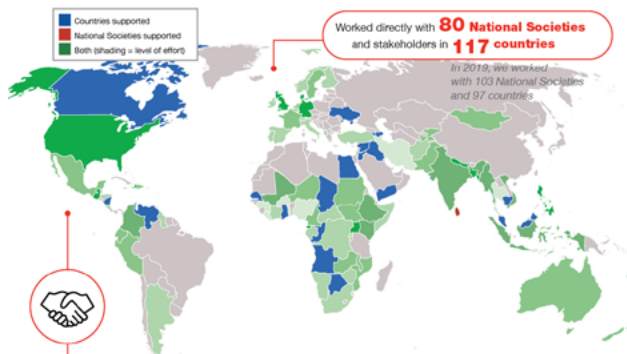 Countries supported
National Societies supported
Both (shading = level of effort)
Worked directly with 80 National Societies
and stakeholders in 117 countries
In 2019, we worked
with 103 National Societies
and 97 countries